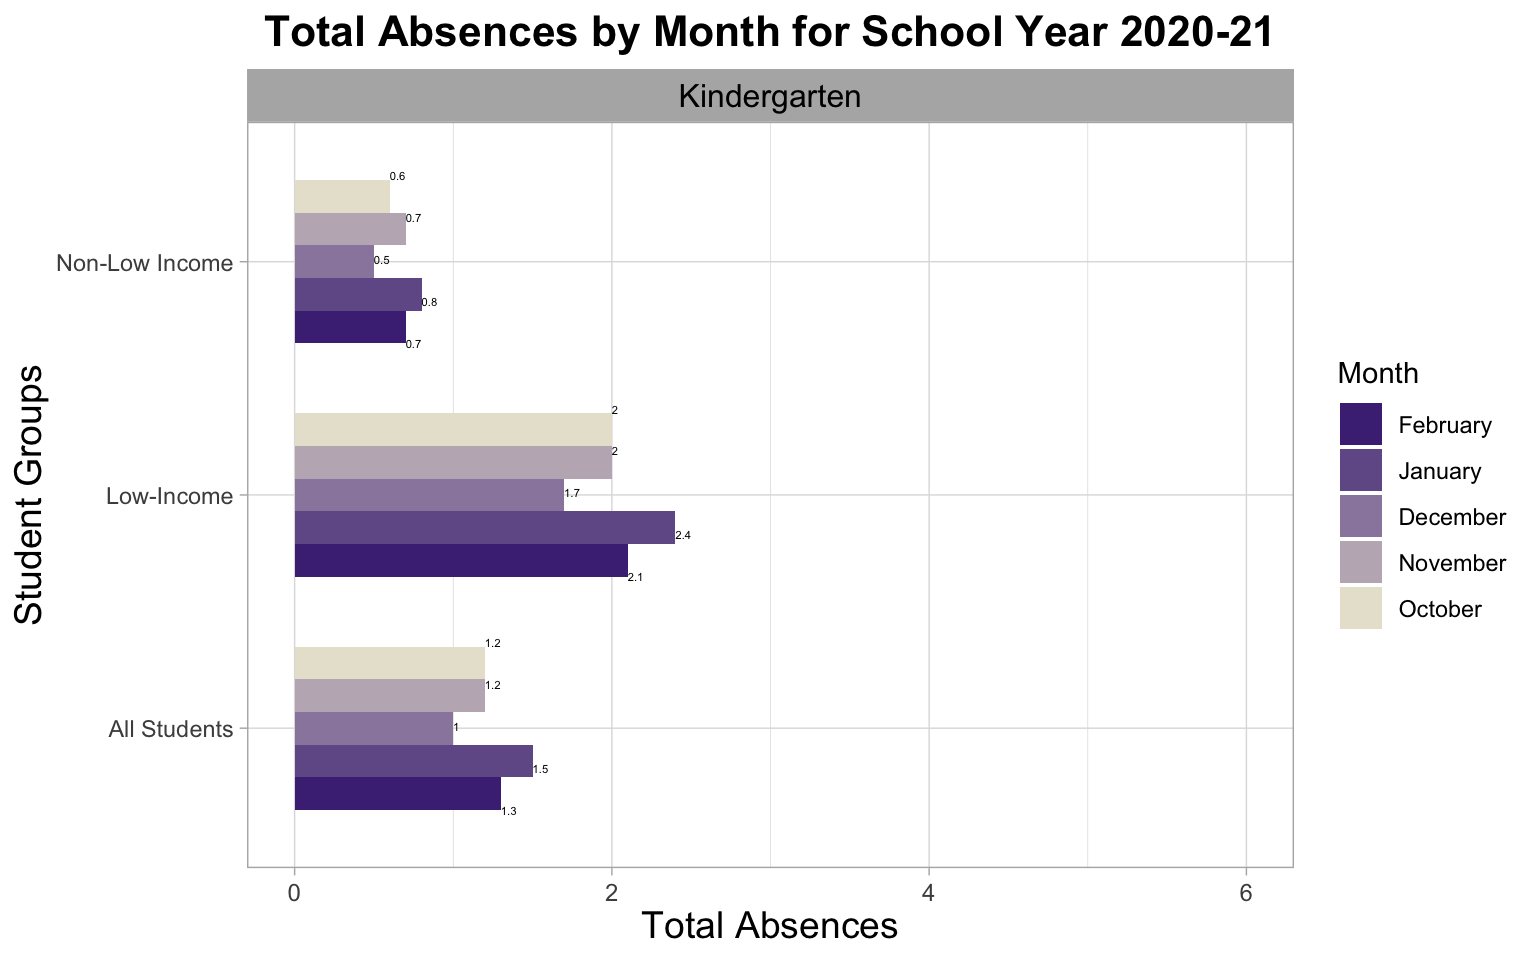 Total Absences by Month for School Year 2020-21
Kindergarten
Student Groups
Non-Low Income
0.6
0.7
0.5
0.8
0.7
Low-Income
2
2
1.7
2.4
2.1
All Students
1.2
1.2
1
1.5
1.3
0 2 4 6
Total Absences
Month
February
January
December
November
October